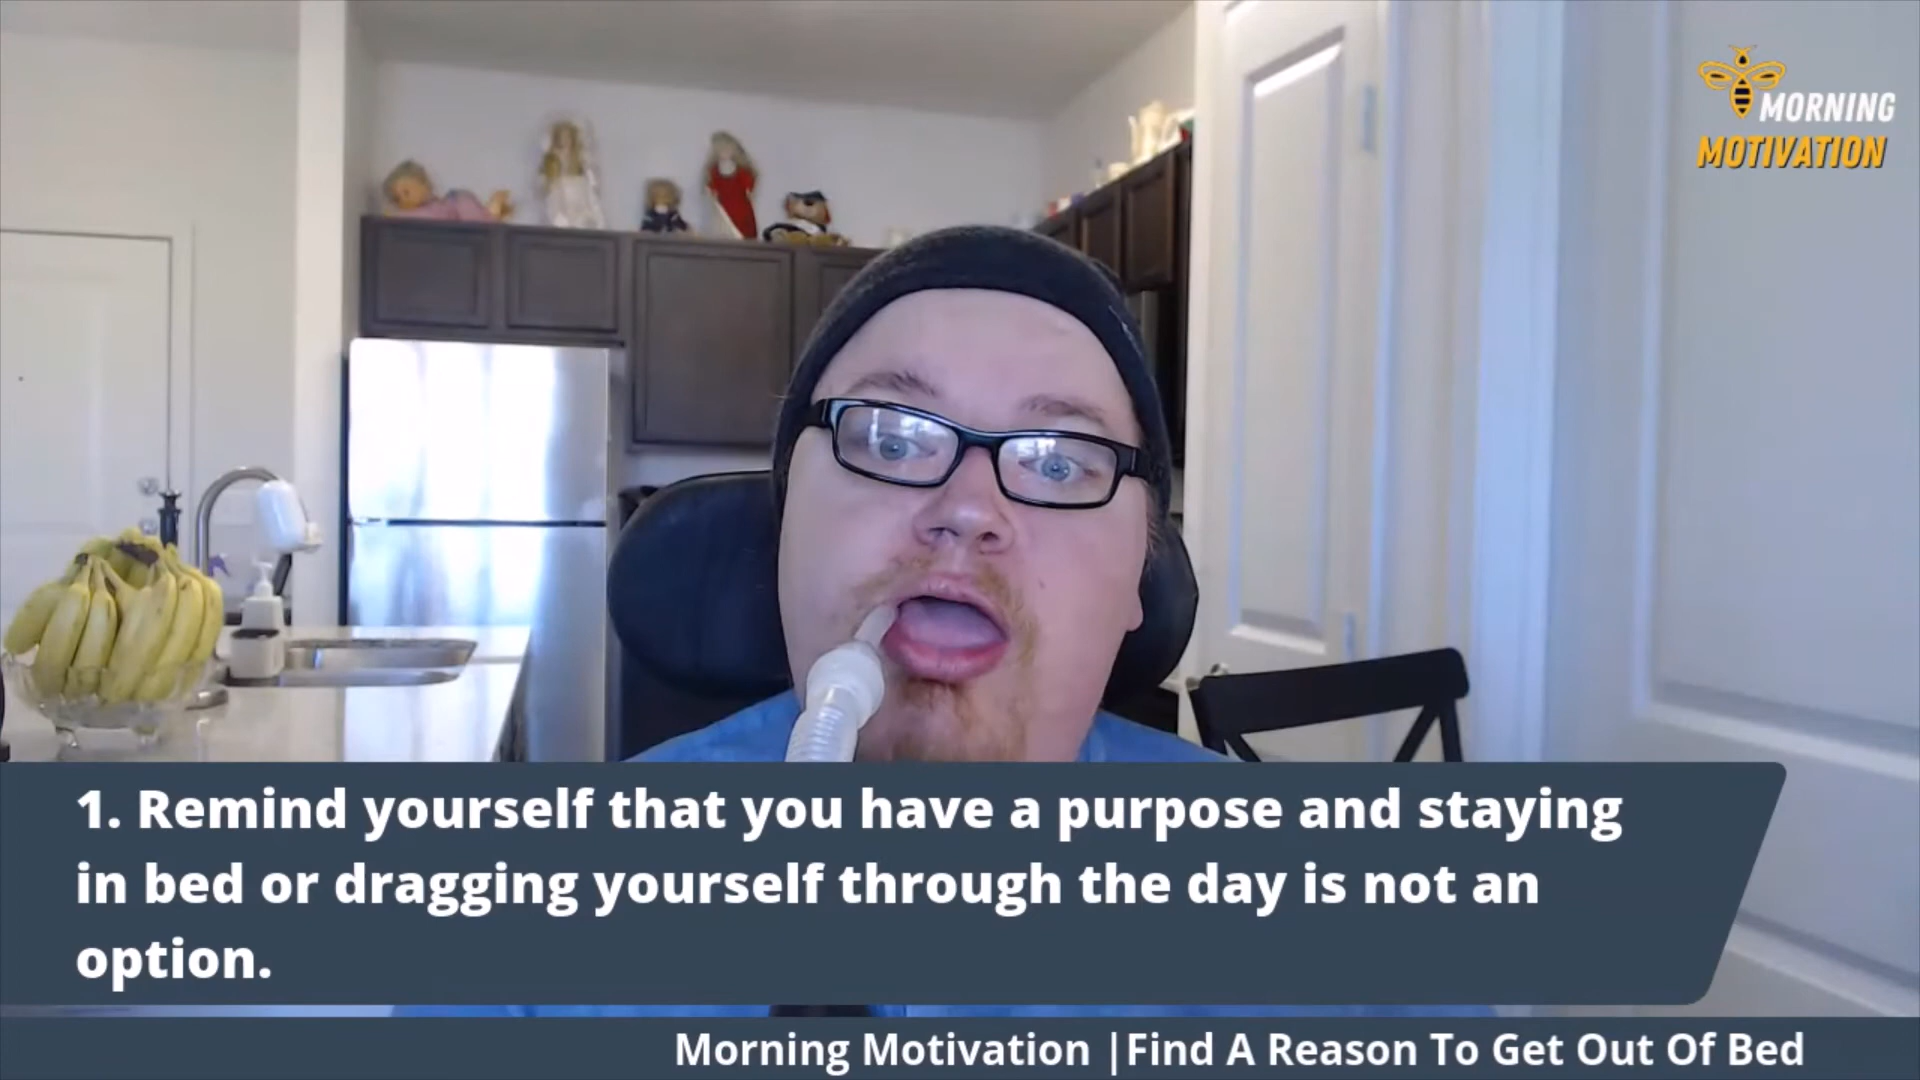 MORNING
MOTIVATION
1. Remind yourself that you have a purpose and staying
in bed or dragging yourself through the day is not an
option.
Morning Motivation |Find A Reason To Get Out Of Bed